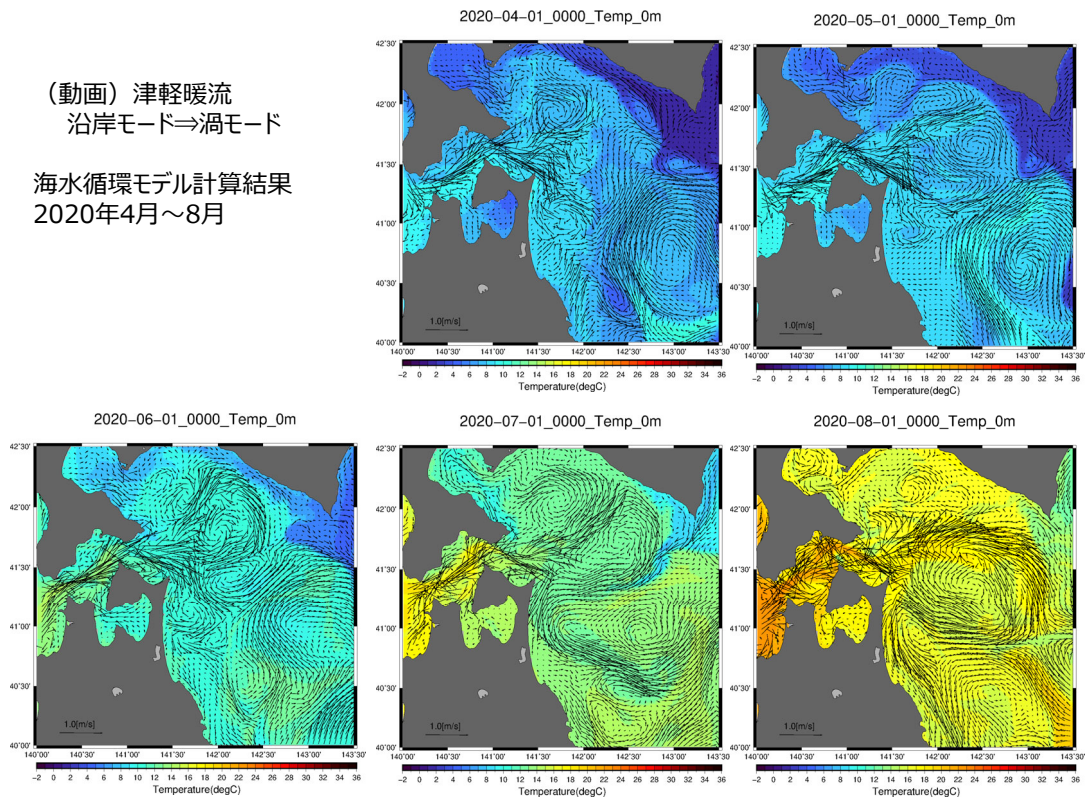 （動画）津軽暖流
沿岸モード⇒渦モード
海水循環モデル計算結果
2020年4月～8月
2020-04-01_0000_Temp_0m
42°30'
42°00'
41°30'
41°00'
40°30'
40°00'
1.0[m/s]
140°00' 140°30' 141°00' 141°30' 142°00' 142°30' 143°00' 143°30'
-2 0 2 4 6 8 10 12 14 16 18 20 22 24 26 28 30 32 34 36
Temperature(degC)
2020-05-01_0000_Temp_0m
42°30'
42°00'
41°30'
41°00'
40°30'
40°00'
1.0[m/s]
140°00' 140°30' 141°00' 141°30' 142°00' 142°30' 143°00' 143°30'
-2 0 2 4 6 8 10 12 14 16 18 20 22 24 26 28 30 32 34 36
Temperature(degC)
2020-06-01_0000_Temp_0m
42°30'
42°00'
41°30'
41°00'
40°30'
40°00'
1.0[m/s]
140°00' 140°30' 141°00' 141°30' 142°00' 142°30' 143°00' 143°30'
-2 0 2 4 6 8 10 12 14 16 18 20 22 24 26 28 30 32 34 36
Temperature(degC)
2020-07-01_0000_Temp_0m
42°30'
42°00'
41°30'
41°00'
40°30'
40°00'
1.0[m/s]
140°00' 140°30' 141°00' 141°30' 142°00' 142°30' 143°00' 143°30'
-2 0 2 4 6 8 10 12 14 16 18 20 22 24 26 28 30 32 34 36
Temperature(degC)
2020-08-01_0000_Temp_0m
42°30'
42°00'
41°30'
41°00'
40°30'
40°00'
1.0[m/s]
140°00' 140°30' 141°00' 141°30' 142°00' 142°30' 143°00' 143°30'
-2 0 2 4 6 8 10 12 14 16 18 20 22 24 26 28 30 32 34 36
Temperature(degC)